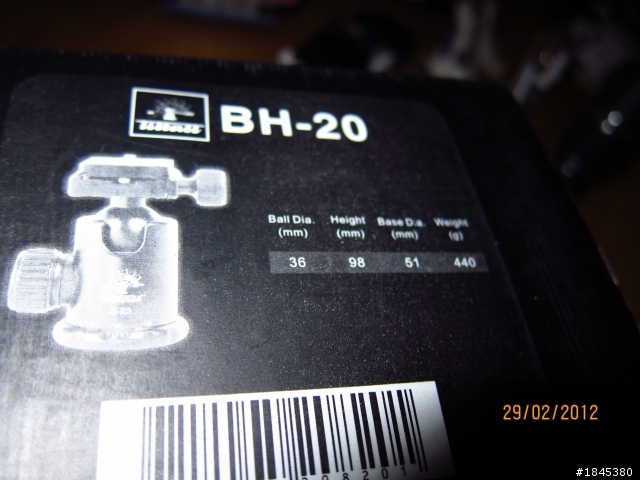 BH-20
Ball Dia. Height Base Dia. Weight
(mm) (mm) (mm) (g)
36 98 51 440
08201
29/02/2012
#1845380